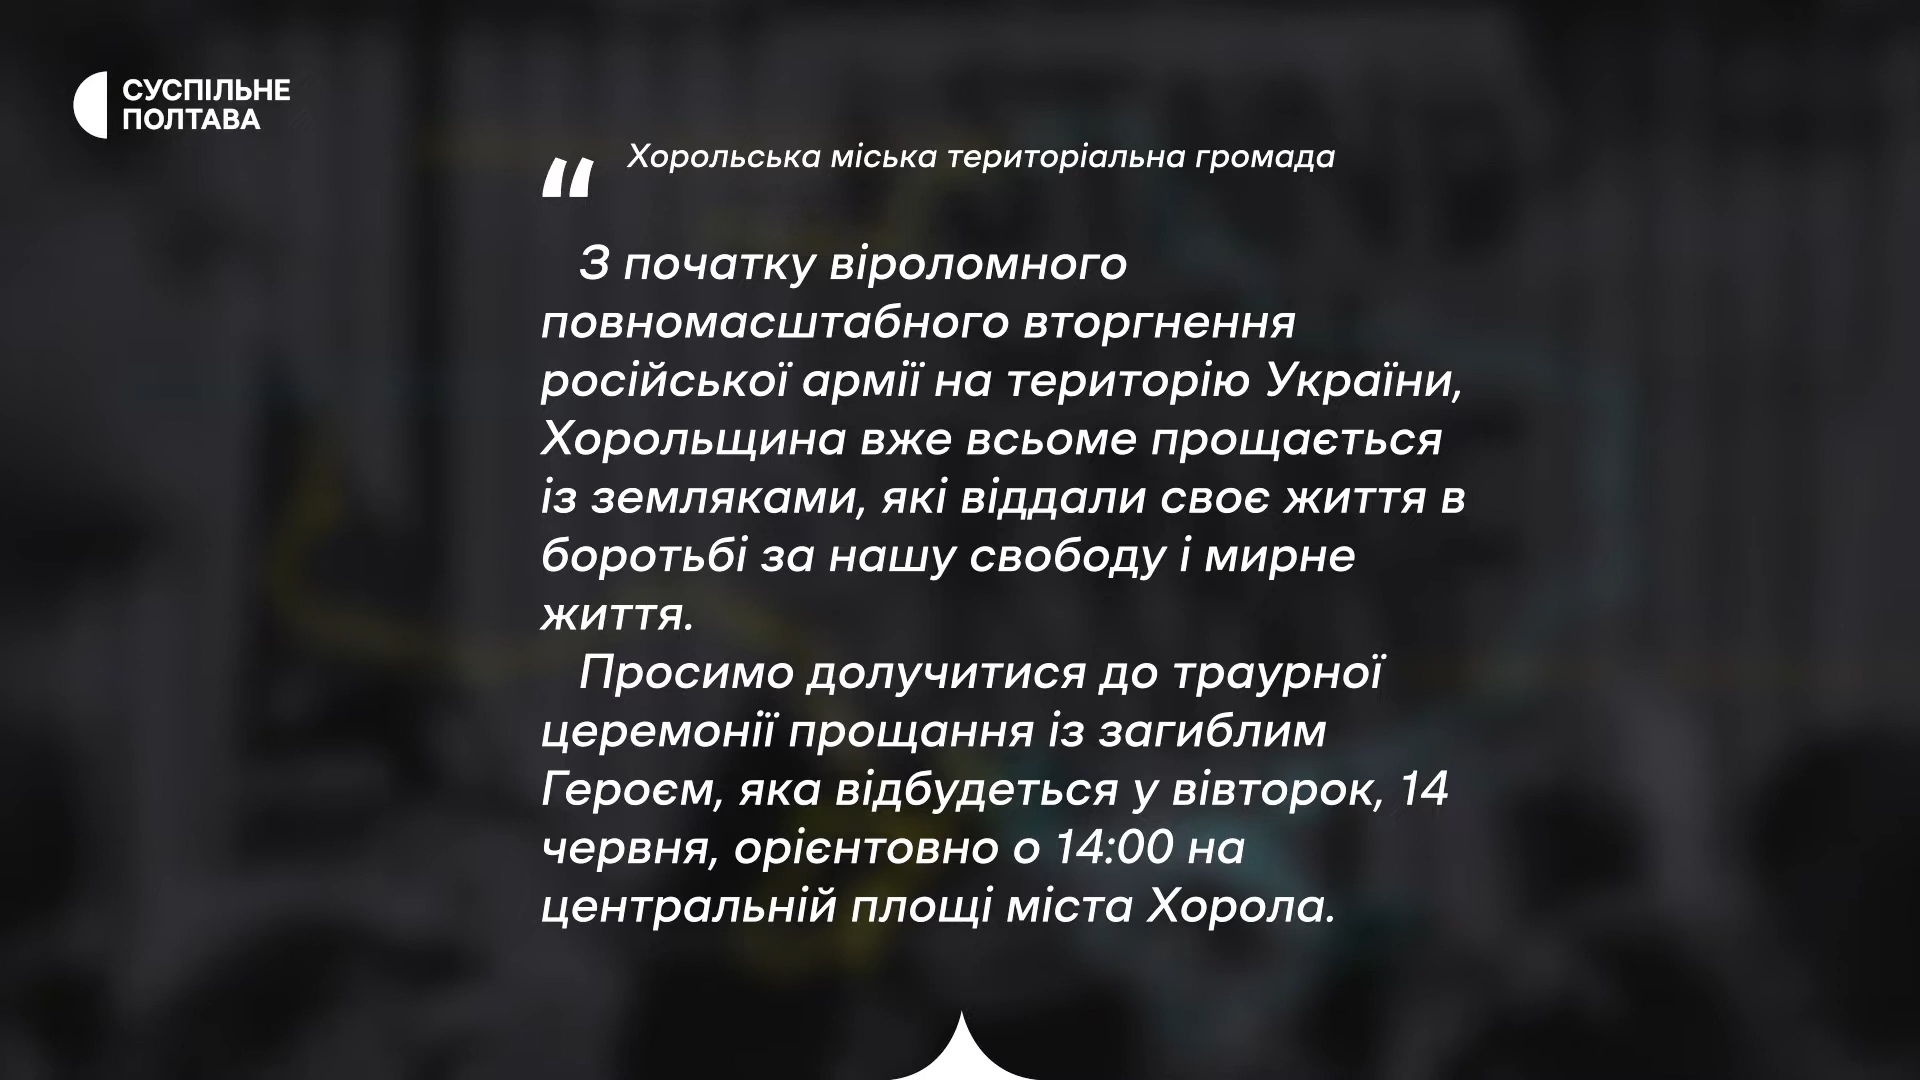 СУСПІЛЬНЕ
ПОЛТАВА
“ Хорольська міська територіальна громада
З початку віроломного
повномасштабного вторгнення
російської армії на територію України,
Хорольщина вже всьоме прощається
із земляками, які віддали своє життя в
боротьбі за нашу свободу і мирне
життя.
Просимо долучитися до траурної
церемонії прощання із загиблим
Героєм, яка відбудеться у вівторок, 14
червня, орієнтовно о 14:00 на
центральній площі міста Хорола.